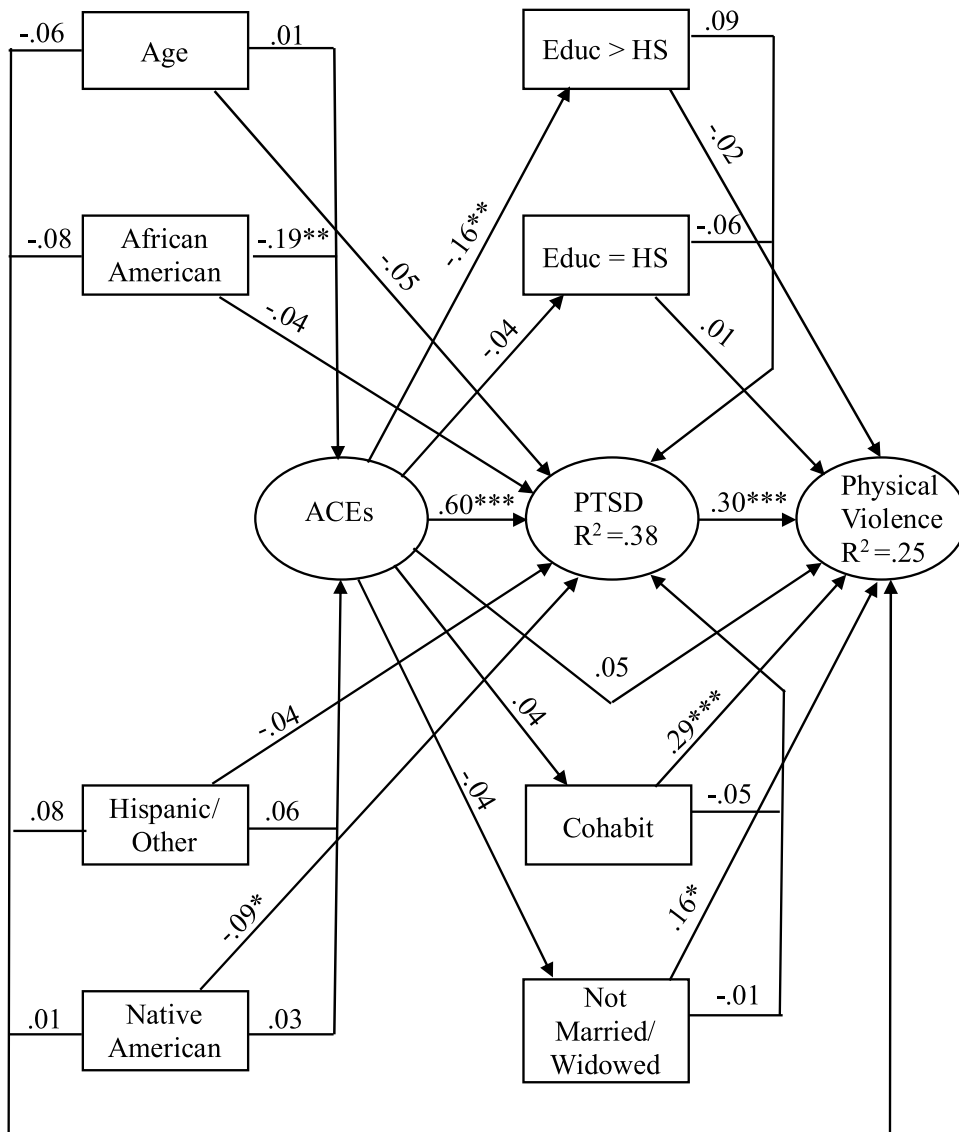 -.06
Age
.01
Educ > HS
.09
-.02
-.08
African
American
-.19**
-.05
-.16**
Educ = HS
-.06
-.04
-.04
.01
ACEs
.60***
PTSD
R² =.38
.30***
Physical
Violence
R² =.25
-.04
.05
.04
.29***
-.04
.08
Hispanic/
Other
.06
Cohabit
-.05
-.09*
.16*
.01
Native
American
.03
Not
Married/
Widowed
-.01